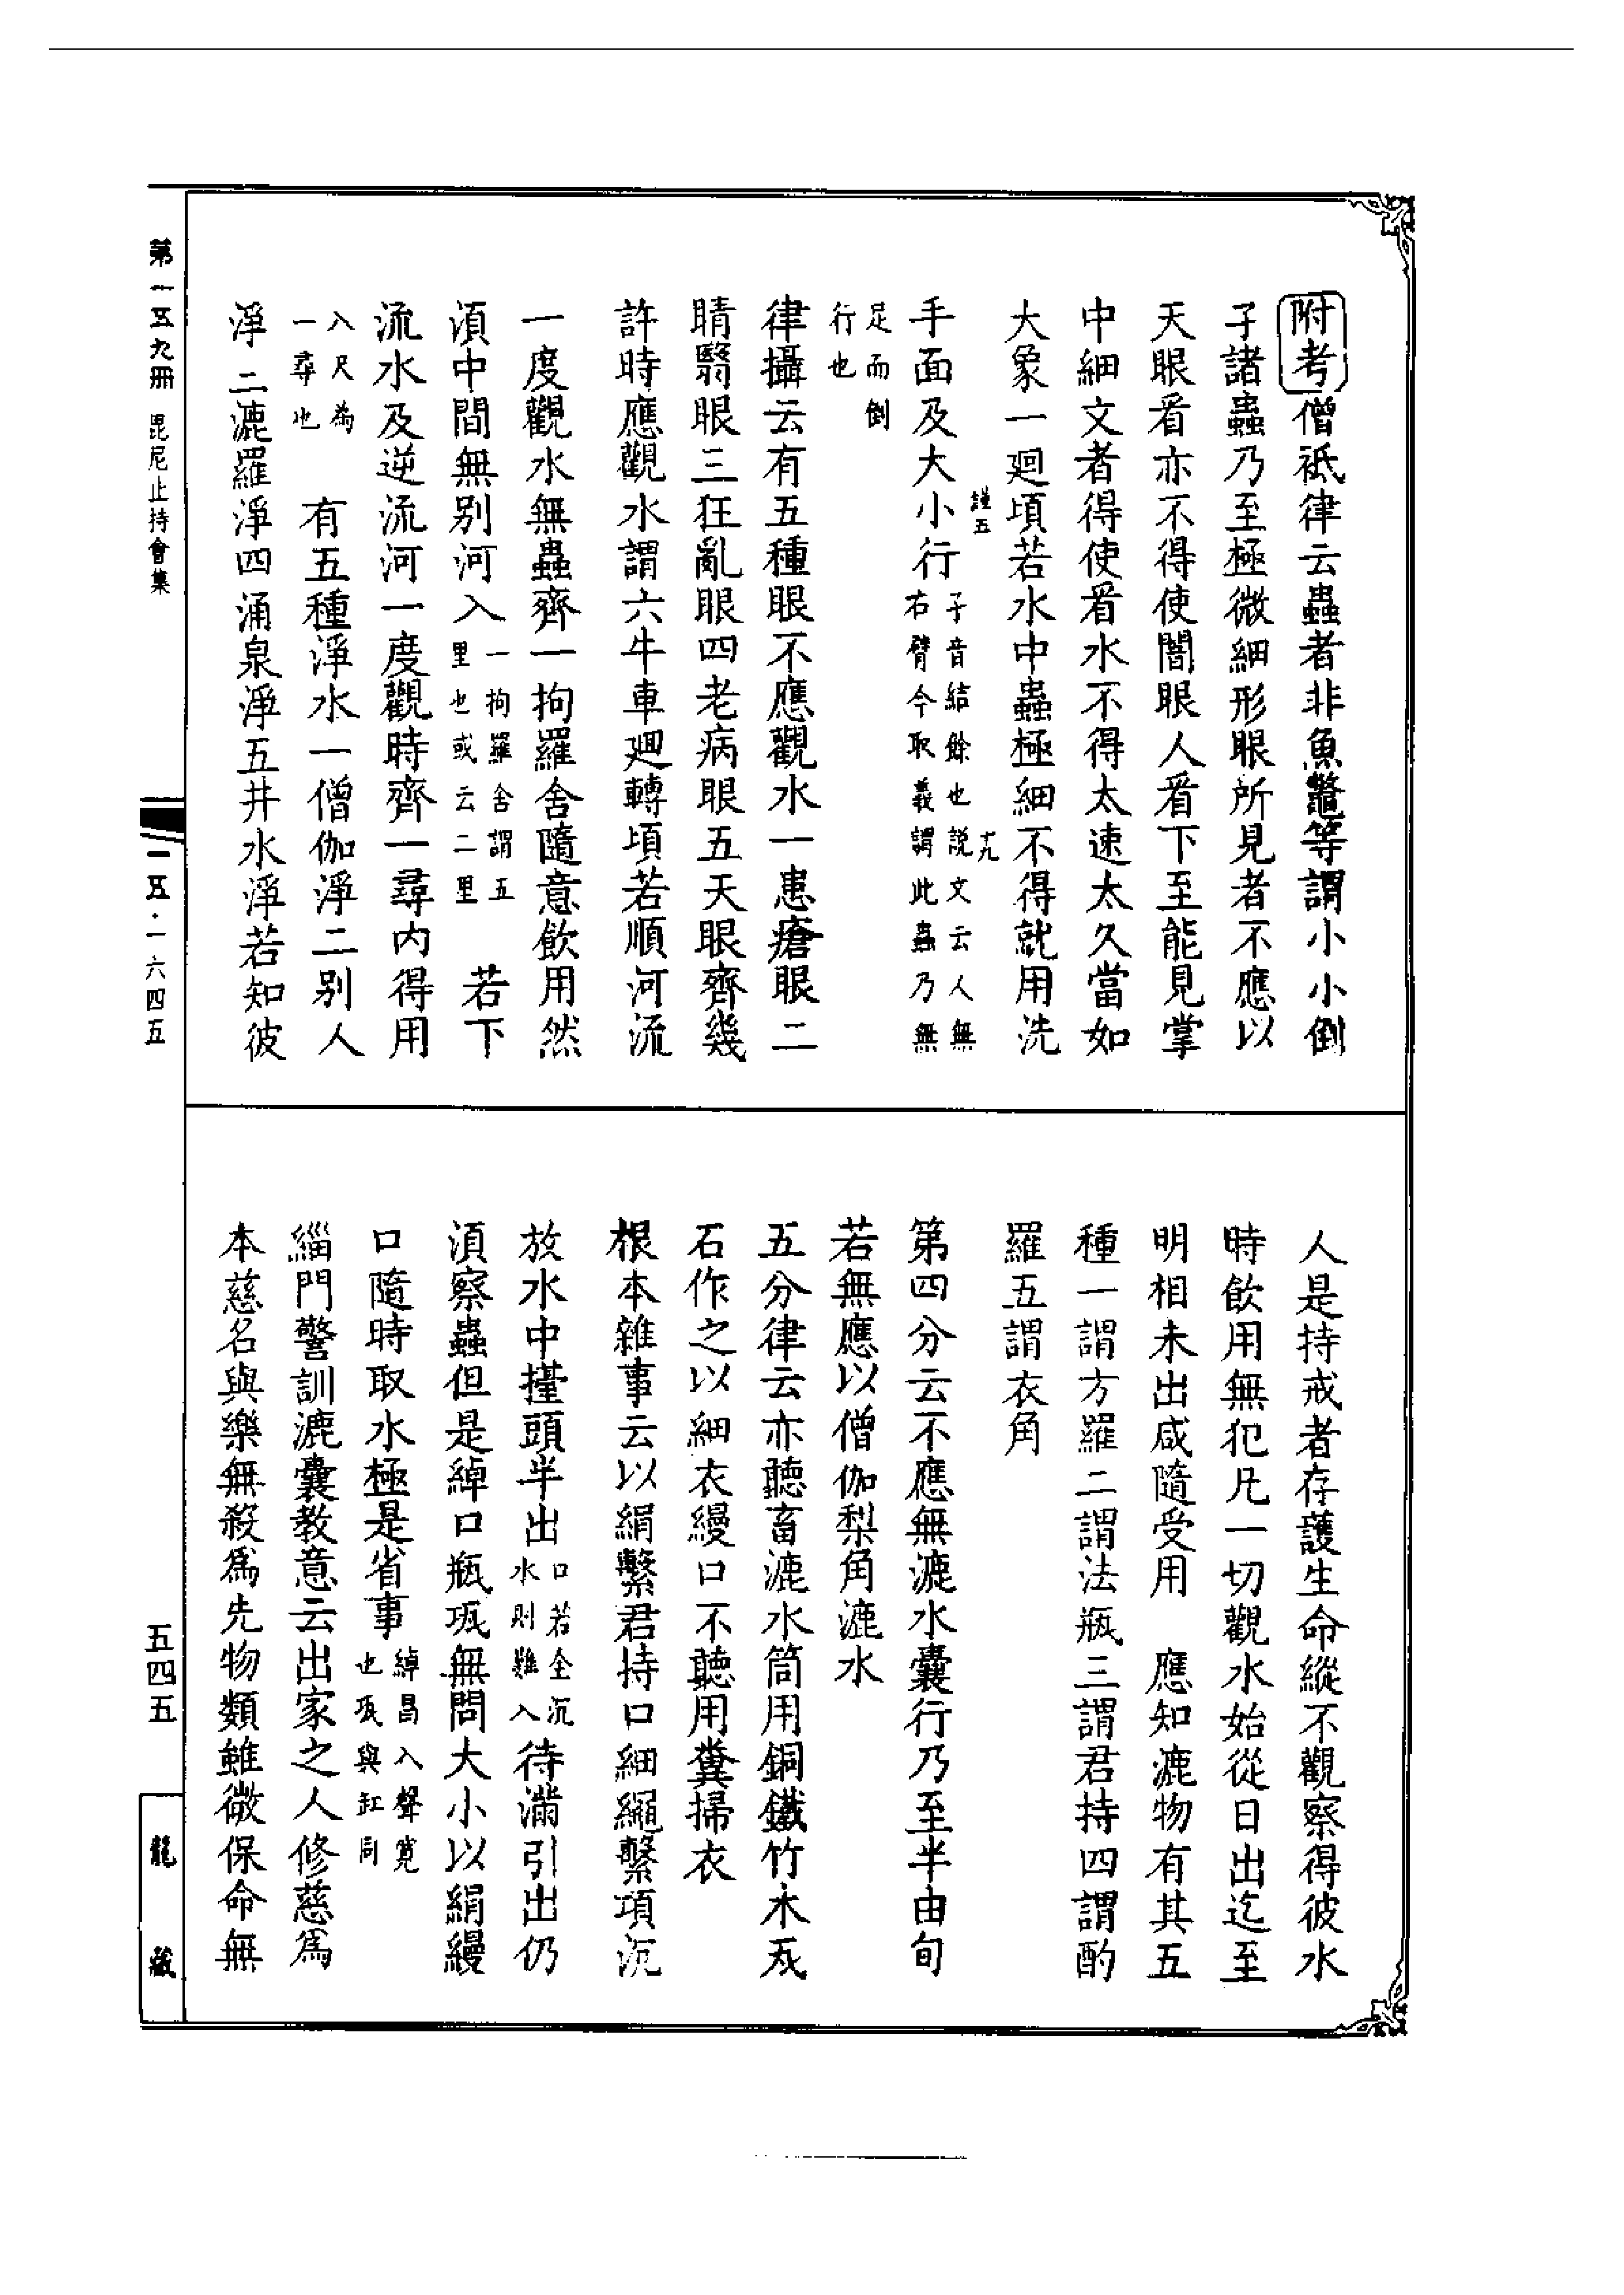 附考僧祇律云蟲者非魚鼈等謂小小倒
子諸蟲乃至極微細形眼所見者不應以
天眼看亦不得使闇眼人看下至能見掌
中細文者得使看水不得太速太久當如
大象一廻頃若水中蟲極細不得就用洗
謹五
十九
手面及大小行子音結餘也說文云人無
右臂今取義謂此蟲乃無
足而倒
行也
律攝云有五種眼不應觀水一患瘡眼二
睛翳眼三狂亂眼四老病眼五天眼齊幾
許時應觀水謂六牛車廻轉頃若順河流
一度觀水無蟲齊一拘羅舍隨意飲用然
須中間無別河入一拘羅舍謂五
里也或云二里
若下
流水及逆流河一度觀時齊一尋內得用
八尺為
一尋也
有五種淨水一僧伽淨二別人
淨三漉羅淨四涌泉淨五井水淨若知彼
人是持戒者存護生命縱不觀察得彼水
時飲用無犯凡一切觀水始從日出迄至
明相未出咸隨受用　應知漉物有其五
種一謂方羅二謂法瓶三謂君持四謂酌
羅五謂衣角
第四分云不應無漉水囊行乃至半由旬
若無應以僧伽梨角漉水
五分律云亦聽畜漉水筒用銅鐵竹木瓦
石作之以細衣縵口不聽用糞掃衣
根本雜事云以絹繫君持口細繩繫項沉
放水中擡頭半出口若全沉
水則難入
待滿引出仍
須察蟲但是綽口瓶瓨無問大小以絹縵
口隨時取水極是省事綽昌入聲寬
也瓨與缸同
緇門警訓漉囊教意云出家之人修慈為
本慈名與樂無殺為先物類雖微保命無
第一五九冊　毘尼止持會集
一五·一六四五
五四五
龍藏